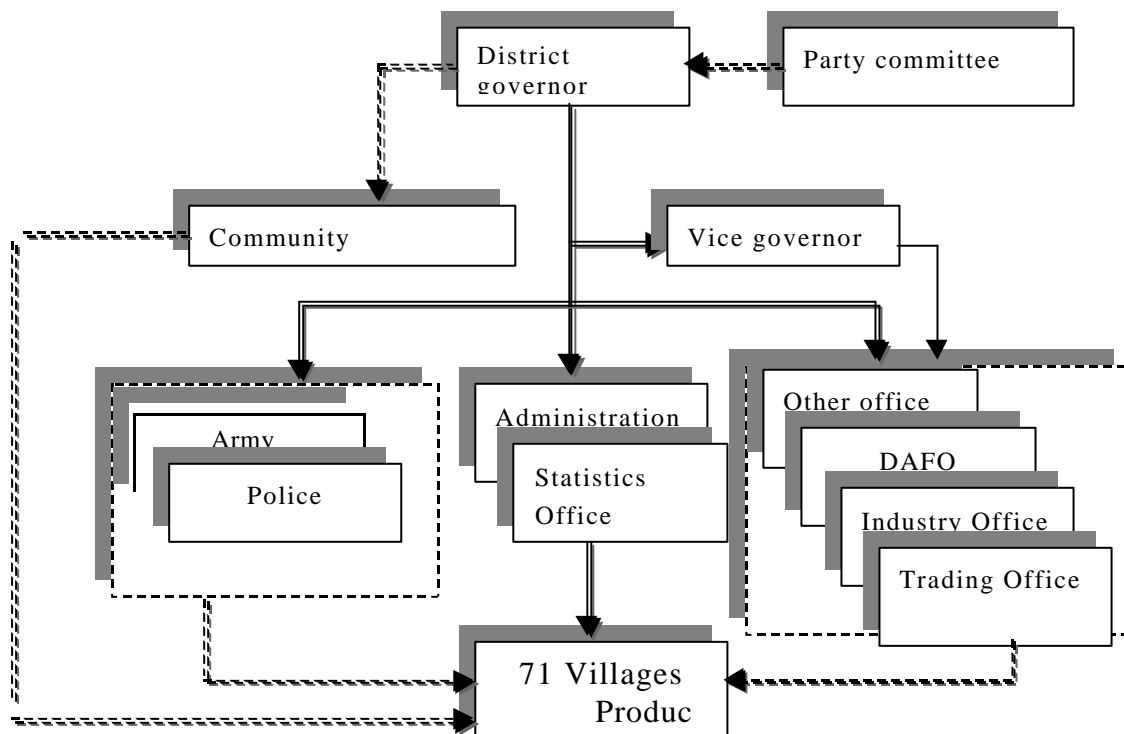 District
governor
Party committee
Community
Vice governor
Army
Police
Administration
Statistics
Office
Other office
DAFO
Industry Office
Trading Office
71 Villages
Produc